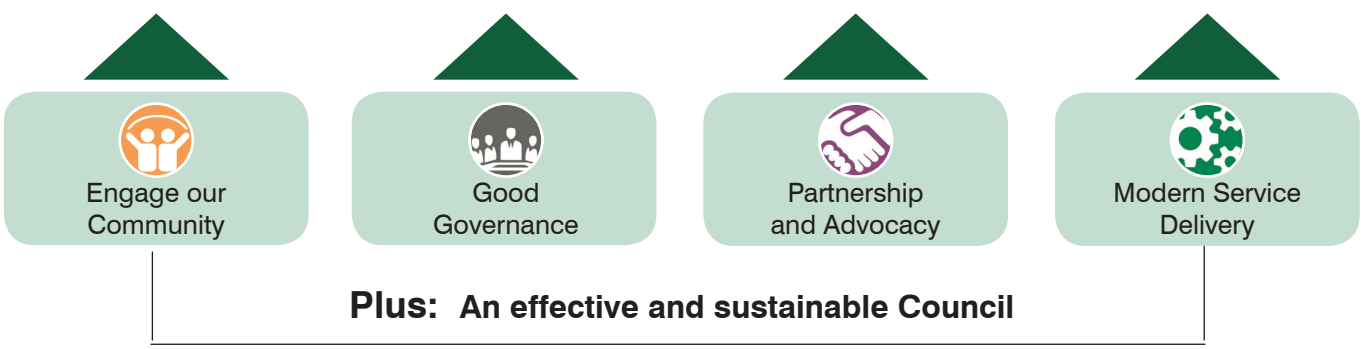 Engage our
Community
Good
Governance
Partnership
and Advocacy
Modern Service
Delivery
Plus: An effective and sustainable Council